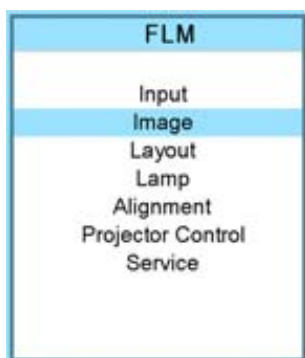 FLM
Input
Image
Layout
Lamp
Alignment
Projector Control
Service